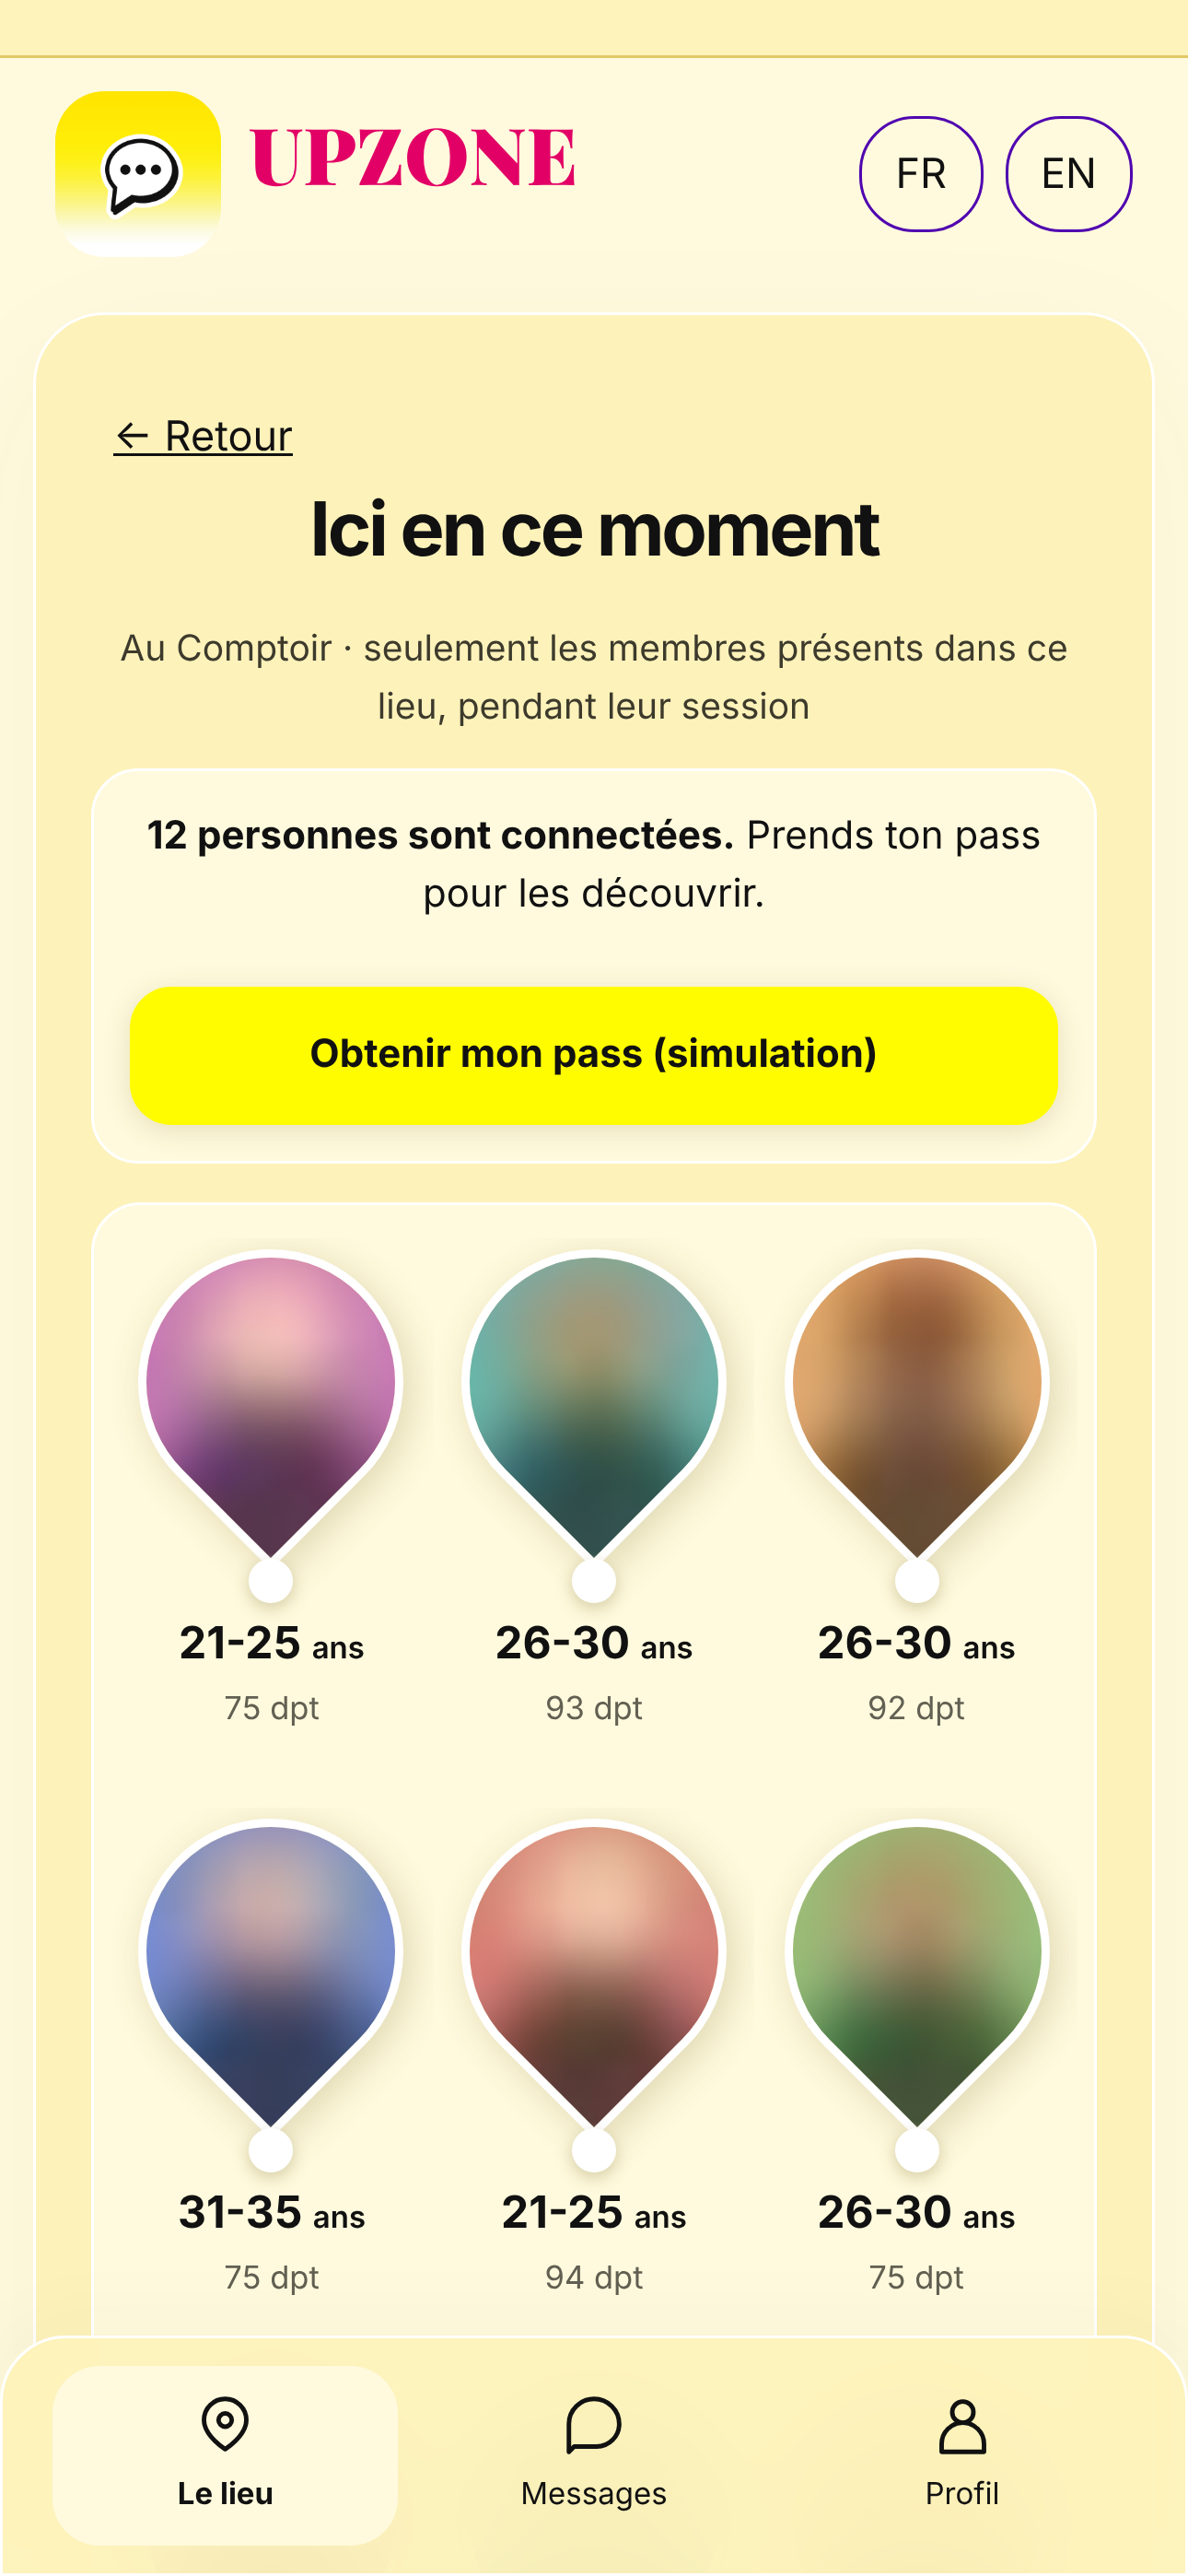 UPZONE
FR
EN
← Retour
Ici en ce moment
Au Comptoir · seulement les membres présents dans ce
lieu, pendant leur session
12 personnes sont connectées. Prends ton pass
pour les découvrir.
Obtenir mon pass (simulation)
21-25 ans
26-30 ans
26-30 ans
75 dpt
93 dpt
92 dpt
31-35 ans
21-25 ans
26-30 ans
75 dpt
94 dpt
75 dpt
Le lieu
Messages
Profil